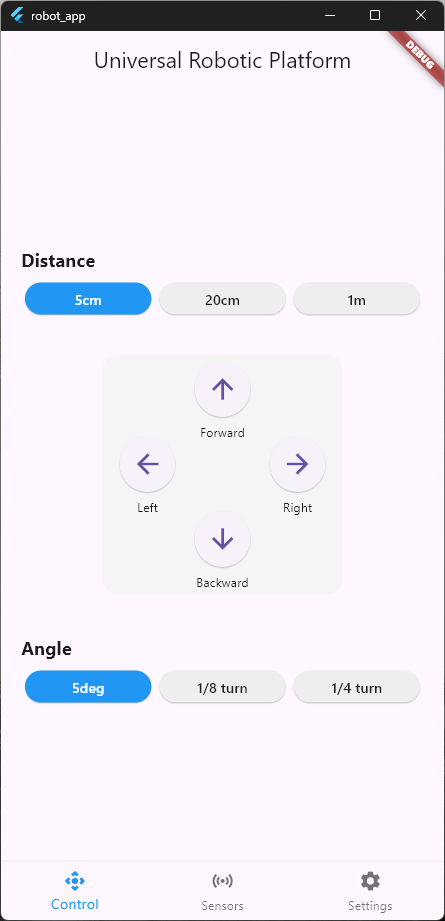 robot_app
Universal Robotic Platform
DEBUG
Distance
5cm 20cm 1m
Forward
Left Right
Backward
Angle
5deg 1/8 turn 1/4 turn
Control Sensors Settings